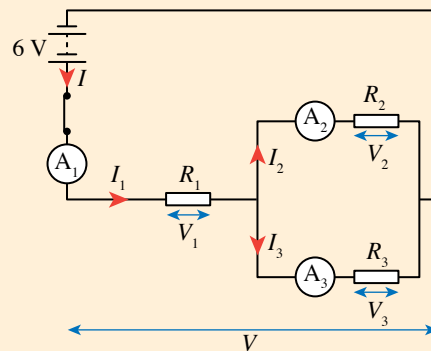 6 V
I
A₁
I₁
R₁
V₁
I₂
A₂
R₂
V₂
I₃
A₃
R₃
V₃
V